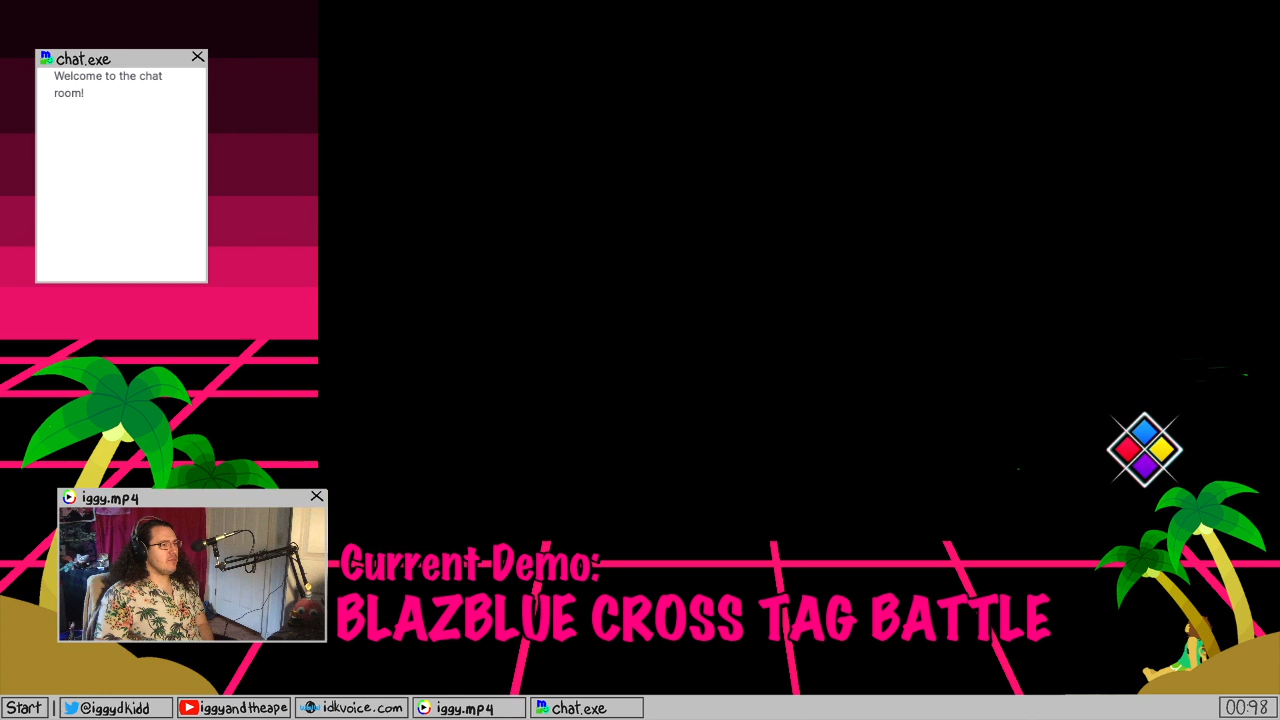 chat.exe
Welcome to the chat
room!
iggy.mp4
Current Demo:
BLAZBLUE CROSS TAG BATTLE
Start | @iggydkidd iggyandtheape www idkvoice.com iggy.mp4 chat.exe 00:98